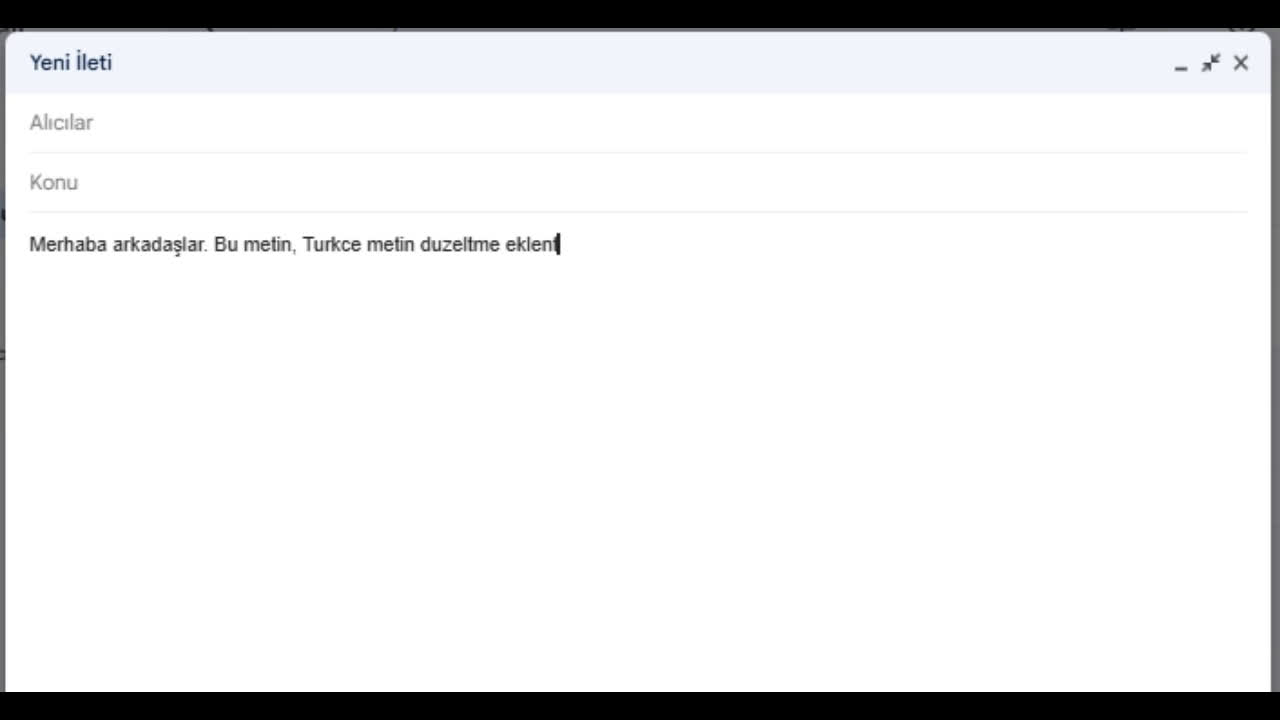 Yeni İleti
Alıcılar
Konu
Merhaba arkadaşlar. Bu metin, Turkce metin duzeltme eklent